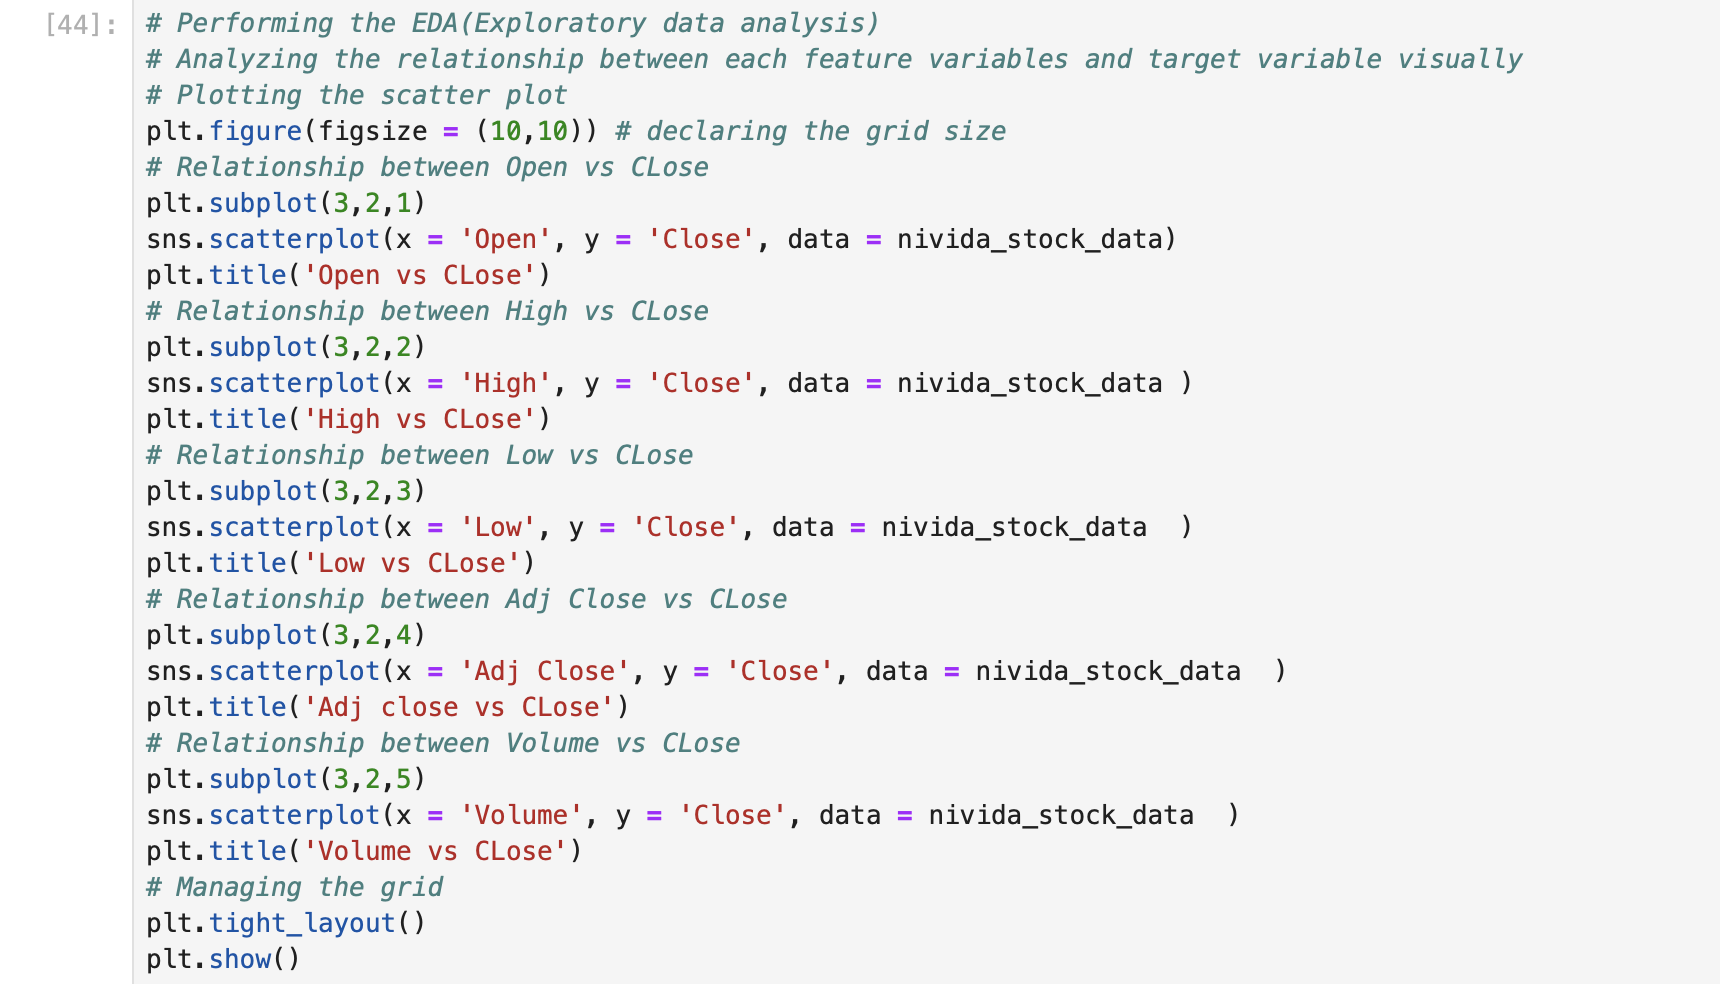 [44]: # Performing the EDA(Exploratory data analysis)
# Analyzing the relationship between each feature variables and target variable visually
# Plotting the scatter plot
plt.figure(figsize = (10,10)) # declaring the grid size
# Relationship between Open vs CLose
plt.subplot(3,2,1)
sns.scatterplot(x = 'Open', y = 'Close', data = nivida_stock_data)
plt.title('Open vs CLose')
# Relationship between High vs CLose
plt.subplot(3,2,2)
sns.scatterplot(x = 'High', y = 'Close', data = nivida_stock_data )
plt.title('High vs CLose')
# Relationship between Low vs CLose
plt.subplot(3,2,3)
sns.scatterplot(x = 'Low', y = 'Close', data = nivida_stock_data  )
plt.title('Low vs CLose')
# Relationship between Adj Close vs CLose
plt.subplot(3,2,4)
sns.scatterplot(x = 'Adj Close', y = 'Close', data = nivida_stock_data  )
plt.title('Adj close vs CLose')
# Relationship between Volume vs CLose
plt.subplot(3,2,5)
sns.scatterplot(x = 'Volume', y = 'Close', data = nivida_stock_data  )
plt.title('Volume vs CLose')
# Managing the grid
plt.tight_layout()
plt.show()